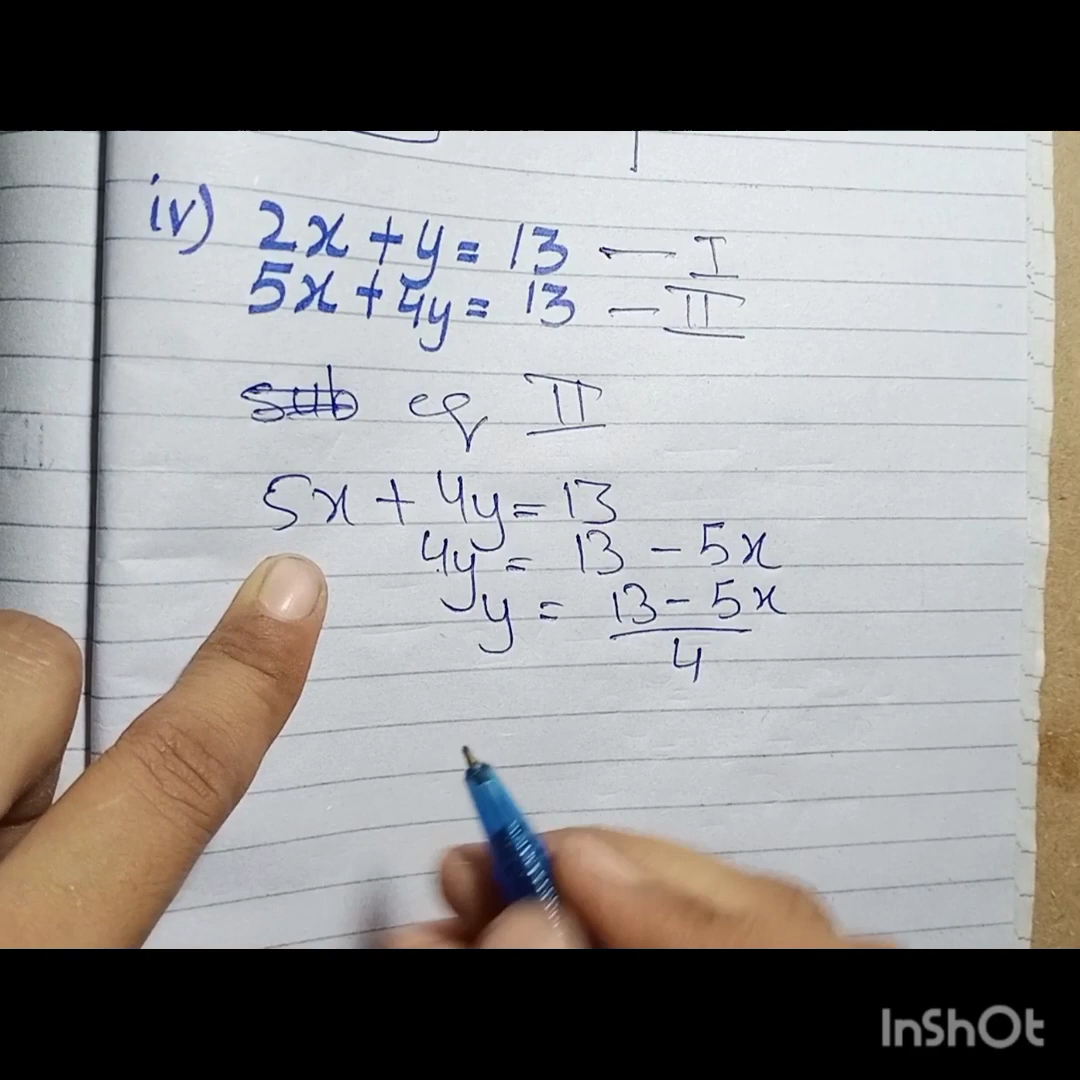 iv) 2x + y = 13 — I
5x + 4y = 13 — II
sub eq II
5x + 4y = 13
4y = 13 - 5x
y = 13 - 5x
4
InShOt